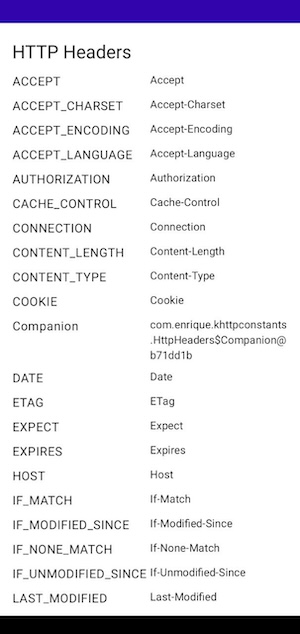 HTTP Headers
ACCEPT Accept
ACCEPT_CHARSET Accept-Charset
ACCEPT_ENCODING Accept-Encoding
ACCEPT_LANGUAGE Accept-Language
AUTHORIZATION Authorization
CACHE_CONTROL Cache-Control
CONNECTION Connection
CONTENT_LENGTH Content-Length
CONTENT_TYPE Content-Type
COOKIE Cookie
Companion com.enrique.khttpconstants
.HttpHeaders$Companion@
b71dd1b
DATE Date
ETAG ETag
EXPECT Expect
EXPIRES Expires
HOST Host
IF_MATCH If-Match
IF_MODIFIED_SINCE If-Modified-Since
IF_NONE_MATCH If-None-Match
IF_UNMODIFIED_SINCE If-Unmodified-Since
LAST_MODIFIED Last-Modified